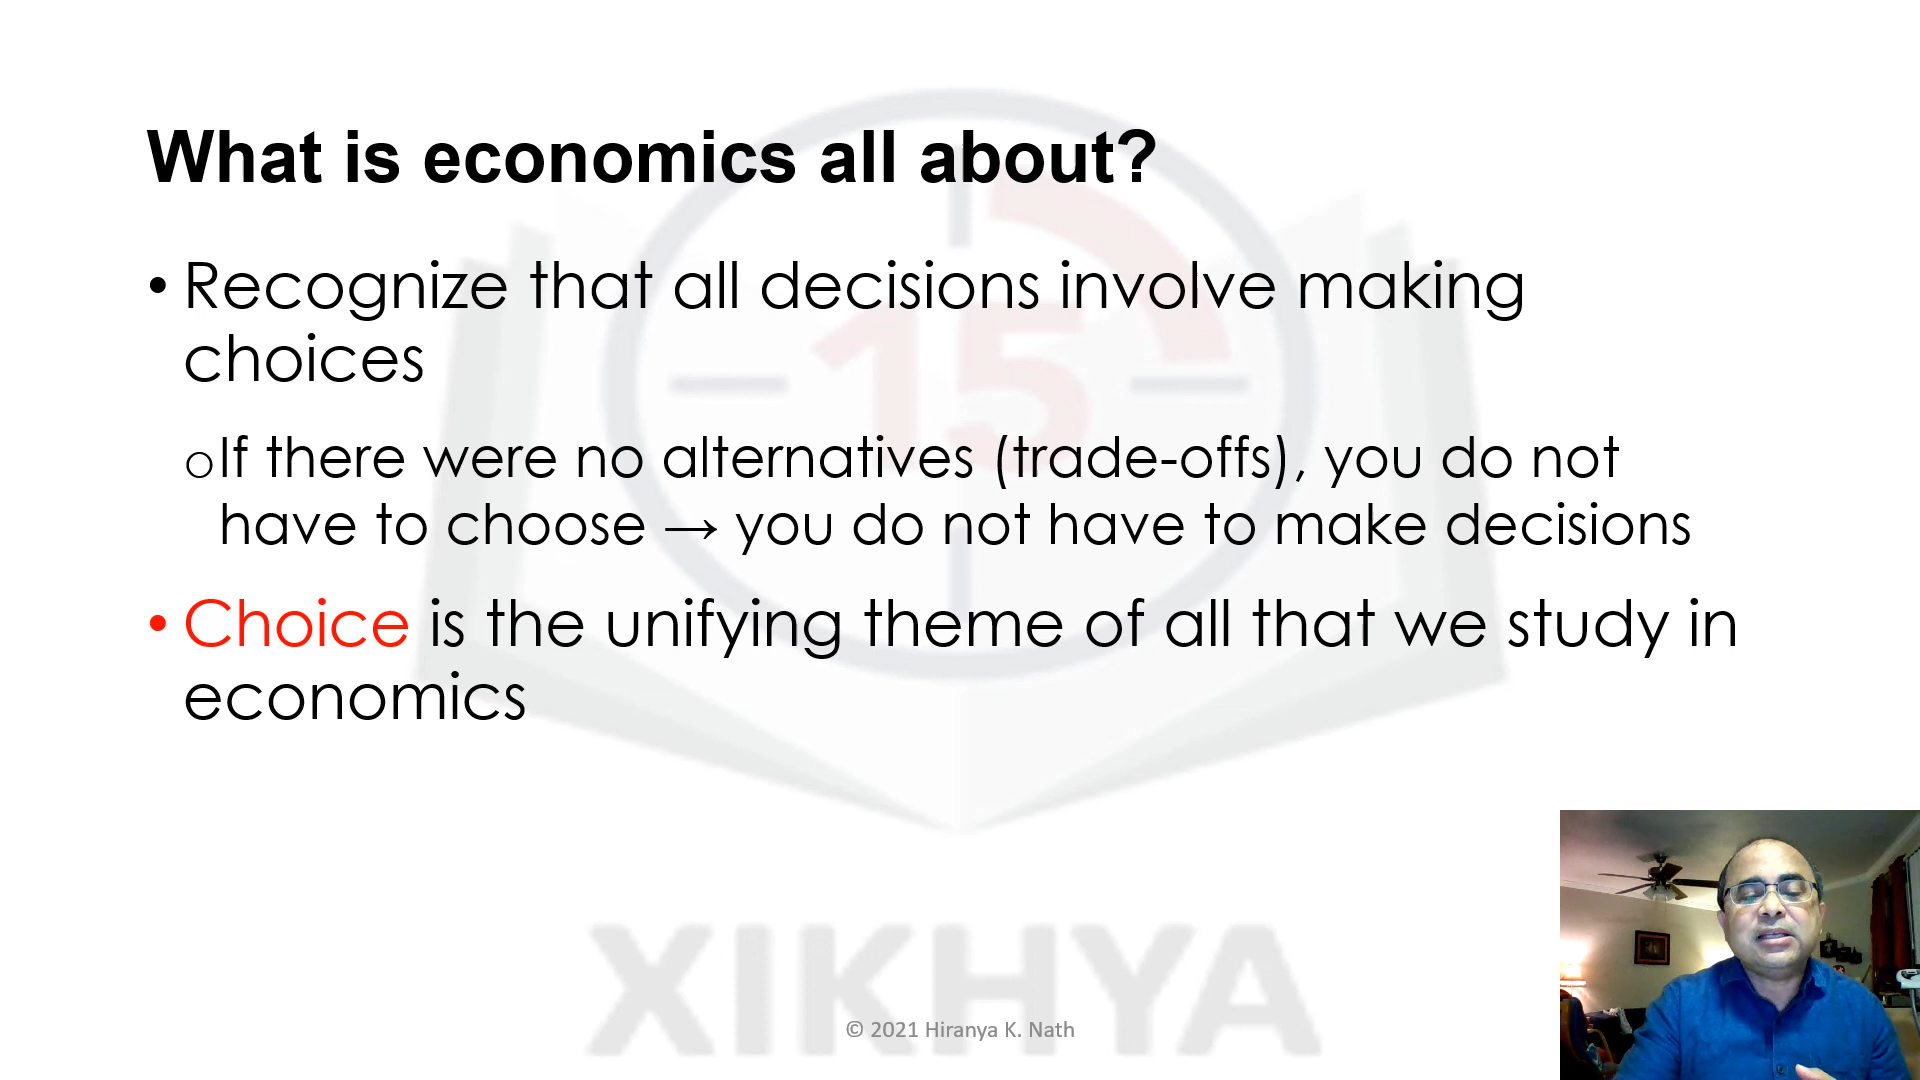 What is economics all about?
• Recognize that all decisions involve making
choices
oIf there were no alternatives (trade-offs), you do not
have to choose → you do not have to make decisions
• Choice is the unifying theme of all that we study in
economics
15
XIKHYA
© 2021 Hiranya K. Nath